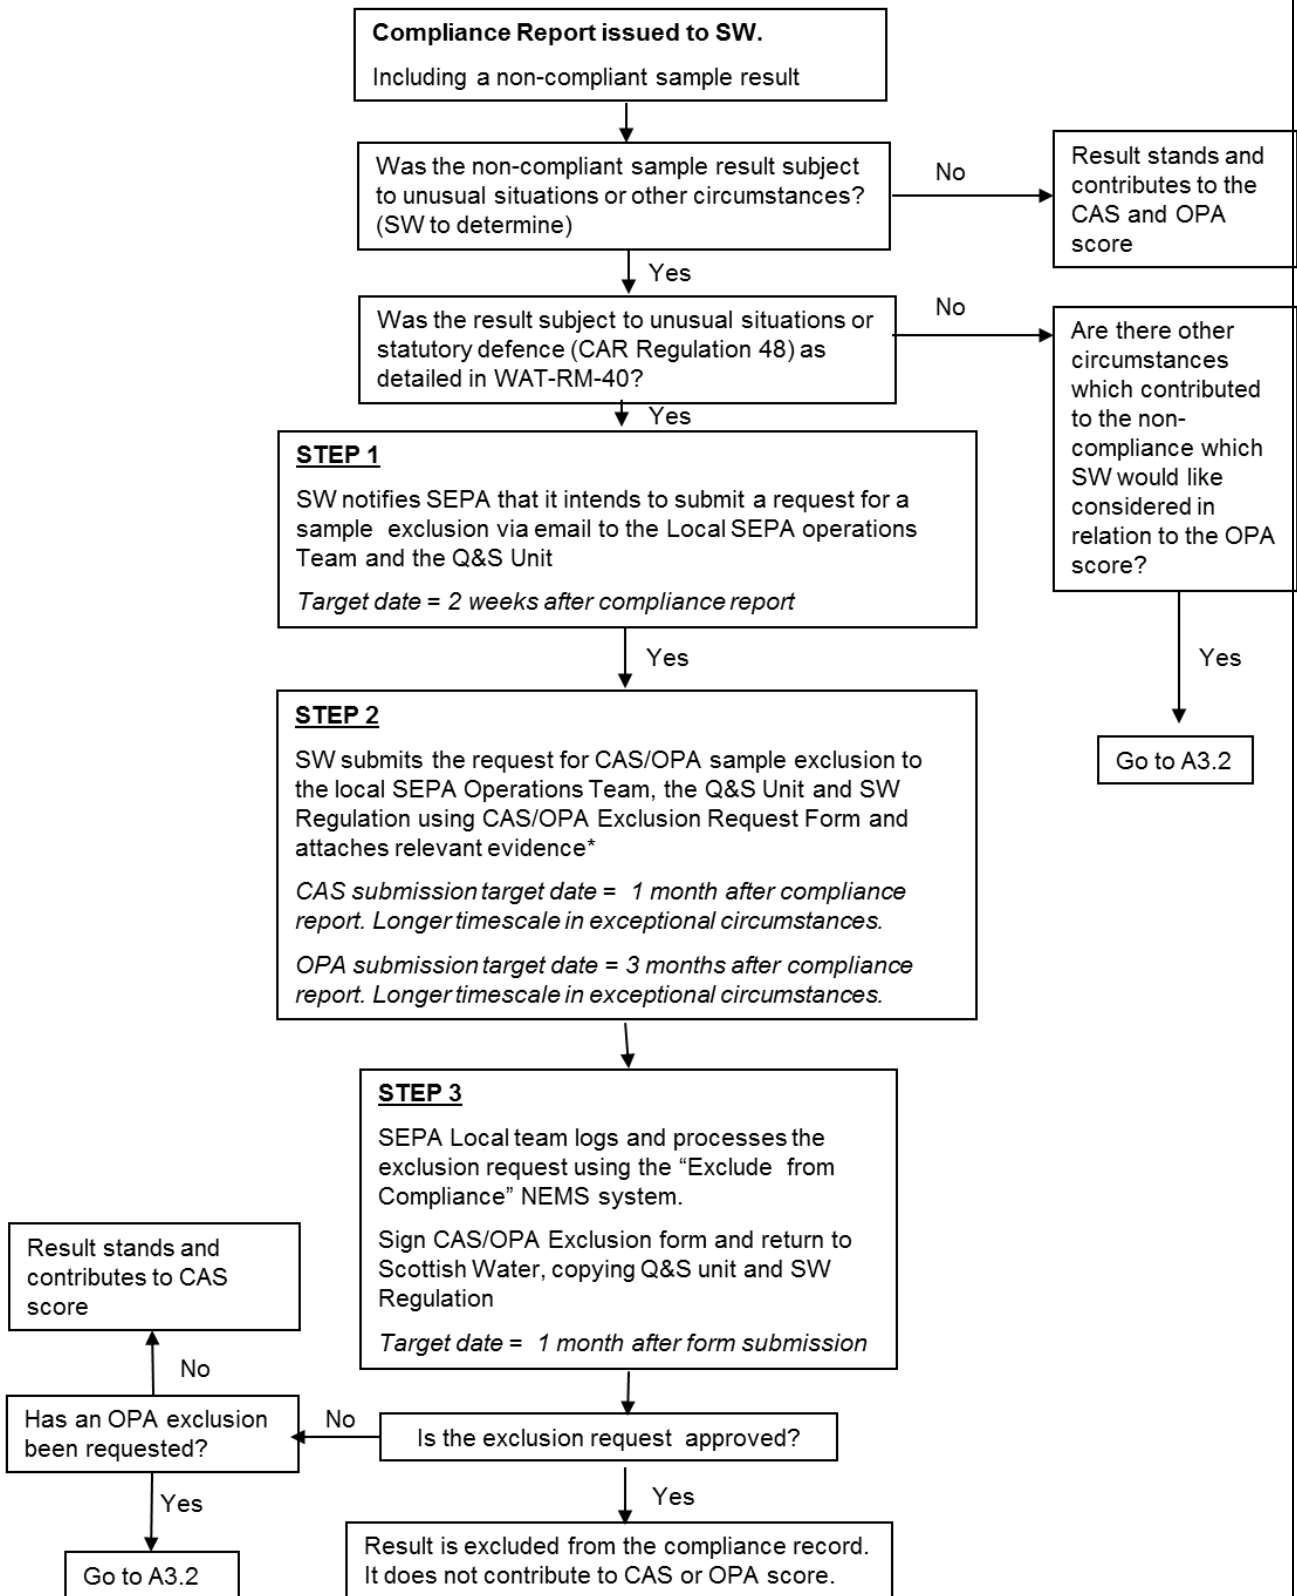 Compliance Report issued to SW.
Including a non-compliant sample result
Was the non-compliant sample result subject
to unusual situations or other circumstances?
(SW to determine)
No
Result stands and
contributes to the
CAS and OPA
score
Yes
Was the result subject to unusual situations or
statutory defence (CAR Regulation 48) as
detailed in WAT-RM-40?
No
Are there other
circumstances
which contributed
to the non-
compliance which
SW would like
considered in
relation to the OPA
score?
Yes
Go to A3.2
Yes
STEP 1
SW notifies SEPA that it intends to submit a request for a
sample exclusion via email to the Local SEPA operations
Team and the Q&S Unit
Target date = 2 weeks after compliance report
Yes
STEP 2
SW submits the request for CAS/OPA sample exclusion to
the local SEPA Operations Team, the Q&S Unit and SW
Regulation using CAS/OPA Exclusion Request Form and
attaches relevant evidence*
CAS submission target date = 1 month after compliance
report. Longer timescale in exceptional circumstances.
OPA submission target date = 3 months after compliance
report. Longer timescale in exceptional circumstances.
STEP 3
SEPA Local team logs and processes the
exclusion request using the “Exclude from
Compliance” NEMS system.
Sign CAS/OPA Exclusion form and return to
Scottish Water, copying Q&S unit and SW
Regulation
Target date = 1 month after form submission
Is the exclusion request approved?
No
Has an OPA exclusion
been requested?
No
Result stands and
contributes to CAS
score
Yes
Go to A3.2
Yes
Result is excluded from the compliance record.
It does not contribute to CAS or OPA score.